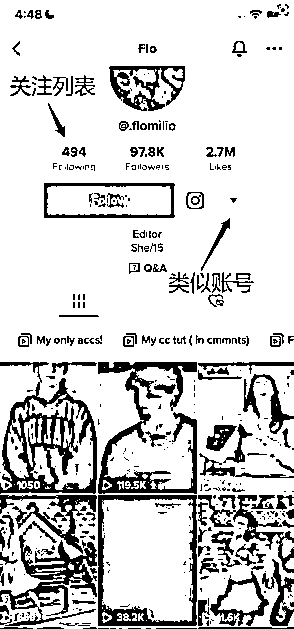 4:48
Flo
关注列表
@.flomilio
494
97.8K
2.7M
Following
Followers
Likes
Follow
Editor
She/15
Q&A
类似账号
My only accs!
My cc tut ( in cmmnts)
F
1050
119.5K
38.2K